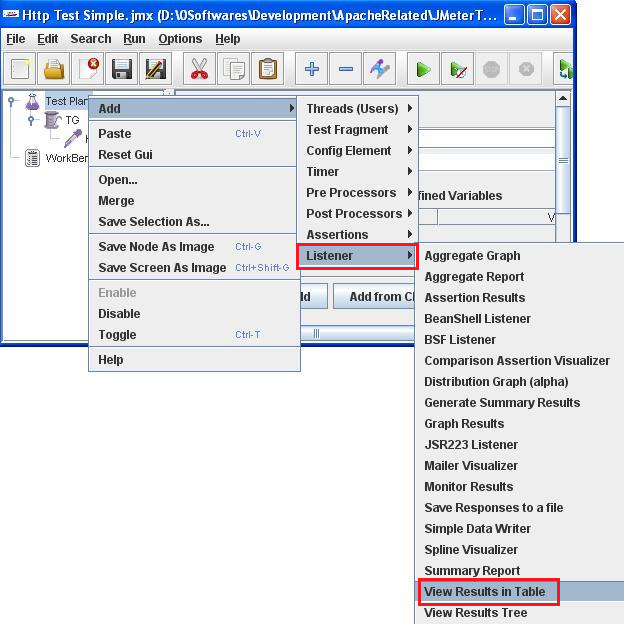 Http Test Simple.jmx (D:\0Softwares\Development\ApacheRelated\JMeterT...
File Edit Search Run Options Help
Test Plan
TG
WorkBen
Add
Paste Ctrl-V
Reset Gui
Open...
Merge
Save Selection As...
Save Node As Image Ctrl-G
Save Screen As Image Ctrl+Shift-G
Enable
Disable
Toggle Ctrl-T
Help
Threads (Users)
Test Fragment
Config Element
Timer
Pre Processors
Post Processors
Assertions
Listener
fined Variables
V
ld
Add from Cl
Aggregate Graph
Aggregate Report
Assertion Results
BeanShell Listener
BSF Listener
Comparison Assertion Visualizer
Distribution Graph (alpha)
Generate Summary Results
Graph Results
JSR223 Listener
Mailer Visualizer
Monitor Results
Save Responses to a file
Simple Data Writer
Spline Visualizer
Summary Report
View Results in Table
View Results Tree